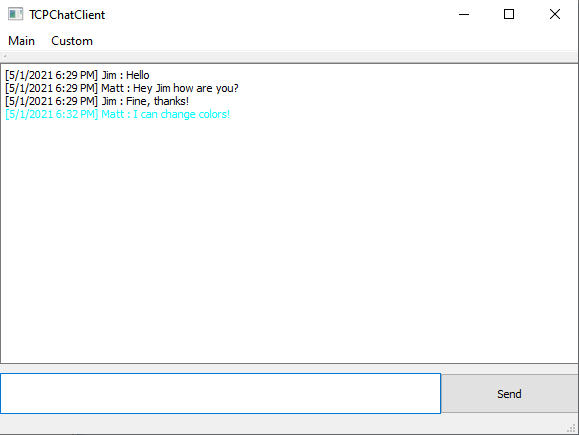 TCPChatClient
Main Custom
[5/1/2021 6:29 PM] Jim : Hello
[5/1/2021 6:29 PM] Matt : Hey Jim how are you?
[5/1/2021 6:29 PM] Jim : Fine, thanks!
[5/1/2021 6:32 PM] Matt : I can change colors!
Send